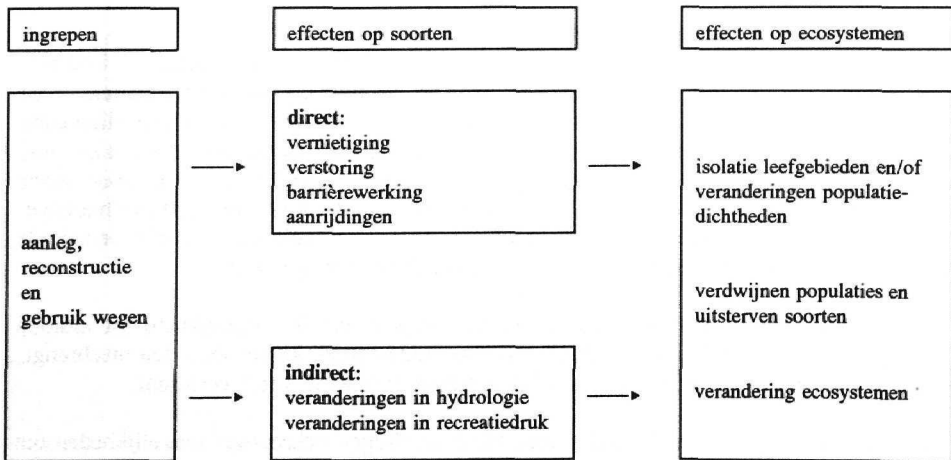 ingrepen
effecten op soorten
effecten op ecosystemen
aanleg,
reconstructie
en
gebruik wegen
direct:
vernietiging
verstoring
barrièrewerking
aanrijdingen
indirect:
veranderingen in hydrologie
veranderingen in recreatiedruk
isolatie leefgebieden en/of
veranderingen populatie-
dichtheden
verdwijnen populaties en
uitsterven soorten
verandering ecosystemen